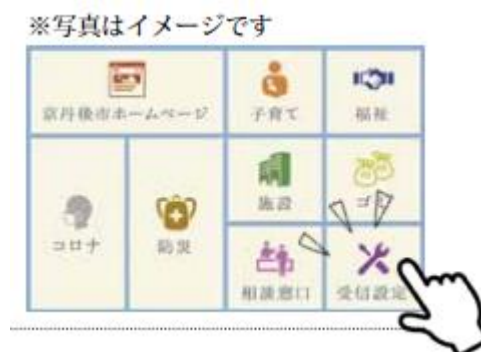 ※写真はイメージです
京丹後市ホームページ
子育て
福祉
コロナ
防災
施設
ゴミ
相談窓口
受信設定